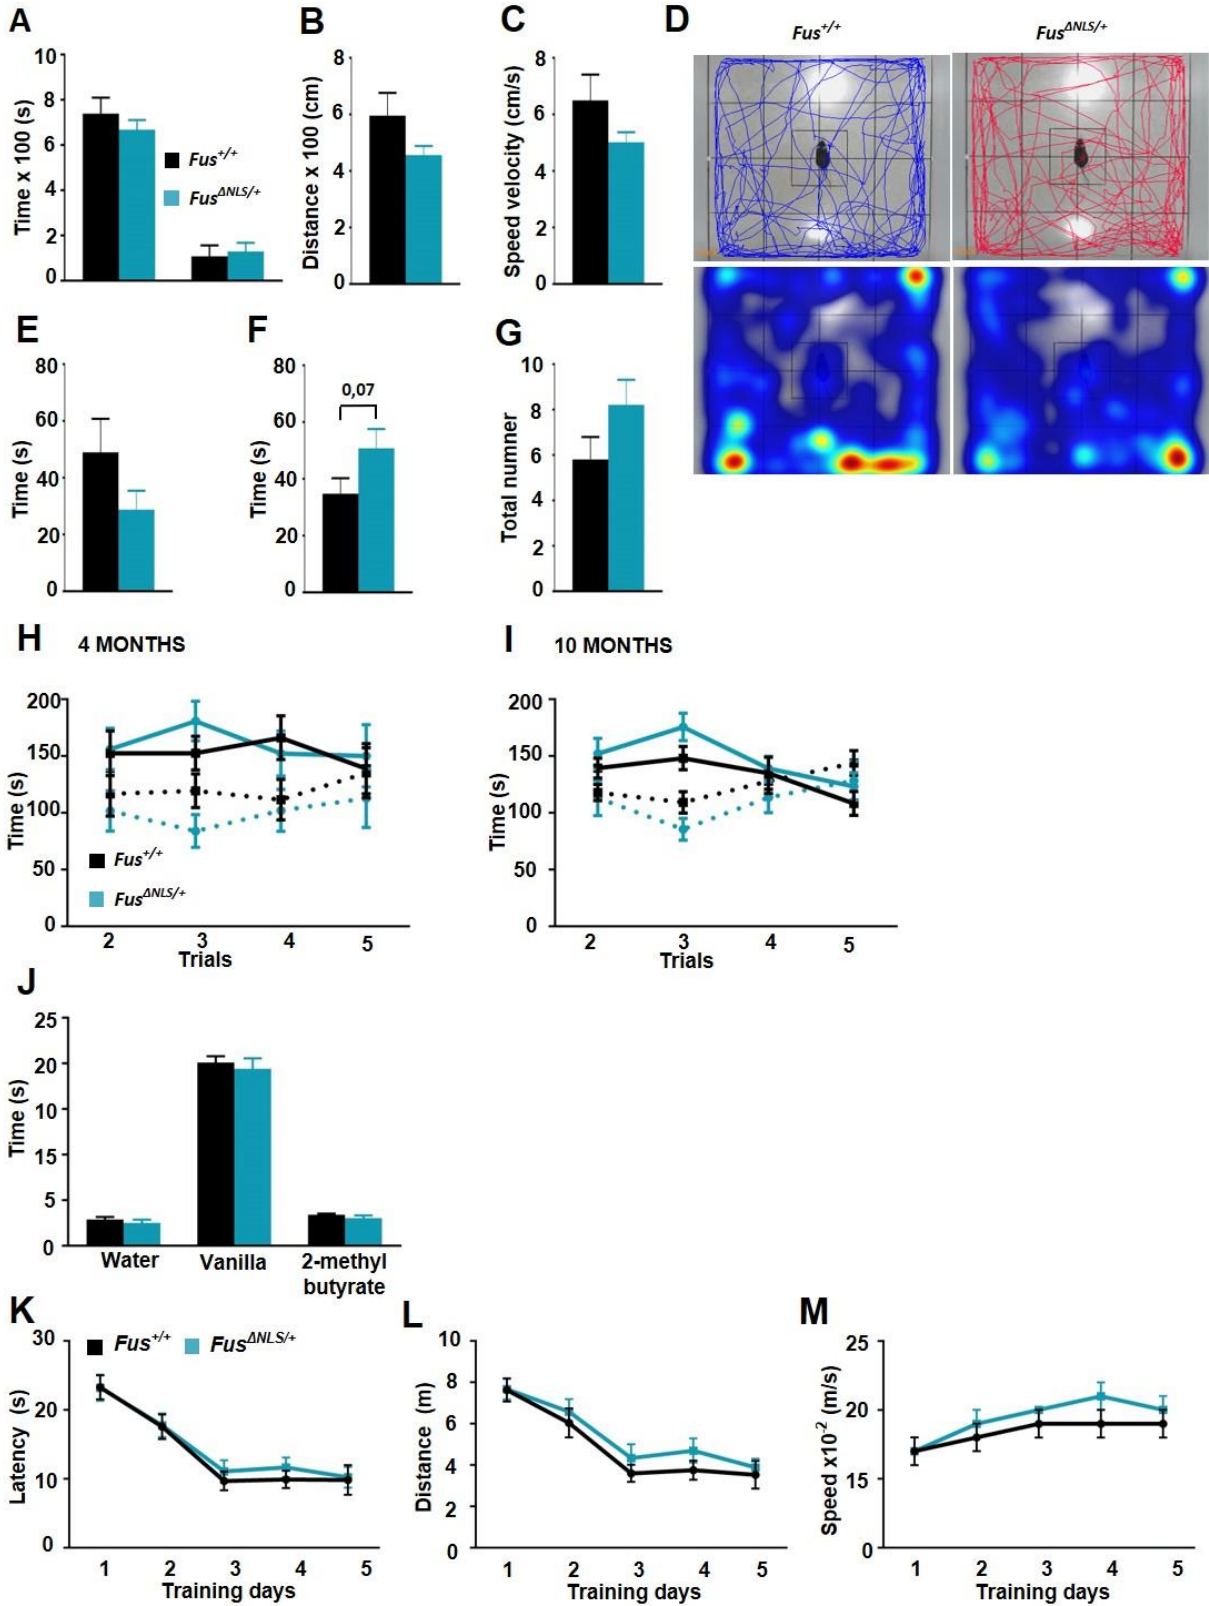 A
Time x 100 (s)
10
8
6
4
2
0
Fus+/+
FusΔNLS/+
B
Distance x 100 (cm)
8
6
4
2
0
C
Speed velocity (cm/s)
8
6
4
2
0
D
Fus+/+
FusΔNLS/+
E
Time (s)
80
60
40
20
0
F
Time (s)
80
60
40
20
0
0,07
G
Total numner
10
8
6
4
2
0
H
4 MONTHS
Time (s)
200
150
100
50
0
Fus+/+
FusΔNLS/+
2 3 4 5
Trials
I
10 MONTHS
Time (s)
200
150
100
50
0
2 3 4 5
Trials
J
Time (s)
25
20
10
15
5
0
Water
Vanilla
2-methyl
butyrate
K
Latency (s)
30
20
10
0
Fus+/+
FusΔNLS/+
1 2 3 4 5
Training days
L
Distance (m)
10
8
6
4
2
0
1 2 3 4 5
Training days
M
Speed x10-2 (m/s)
25
20
15
0
1 2 3 4 5
Training days